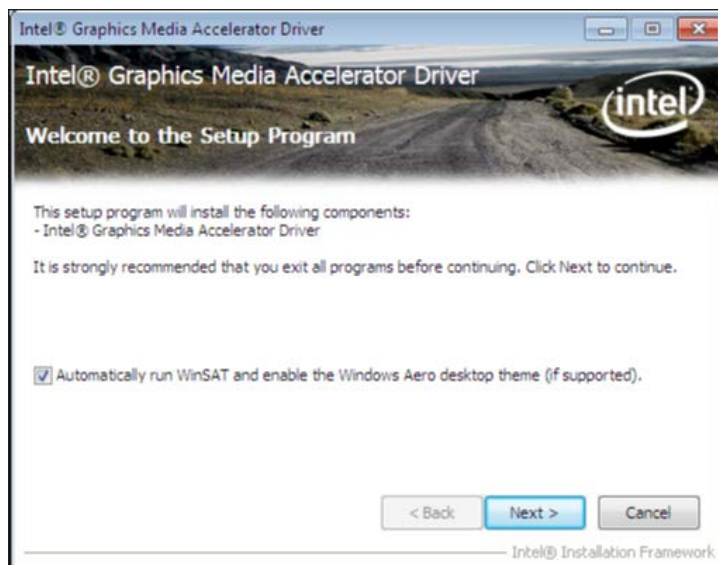 Intel® Graphics Media Accelerator Driver
Intel® Graphics Media Accelerator Driver
intel
Welcome to the Setup Program
This setup program will install the following components:
- Intel® Graphics Media Accelerator Driver
It is strongly recommended that you exit all programs before continuing. Click Next to continue.
Automatically run WinSAT and enable the Windows Aero desktop theme (if supported).
< Back Next > Cancel
Intel® Installation Framework